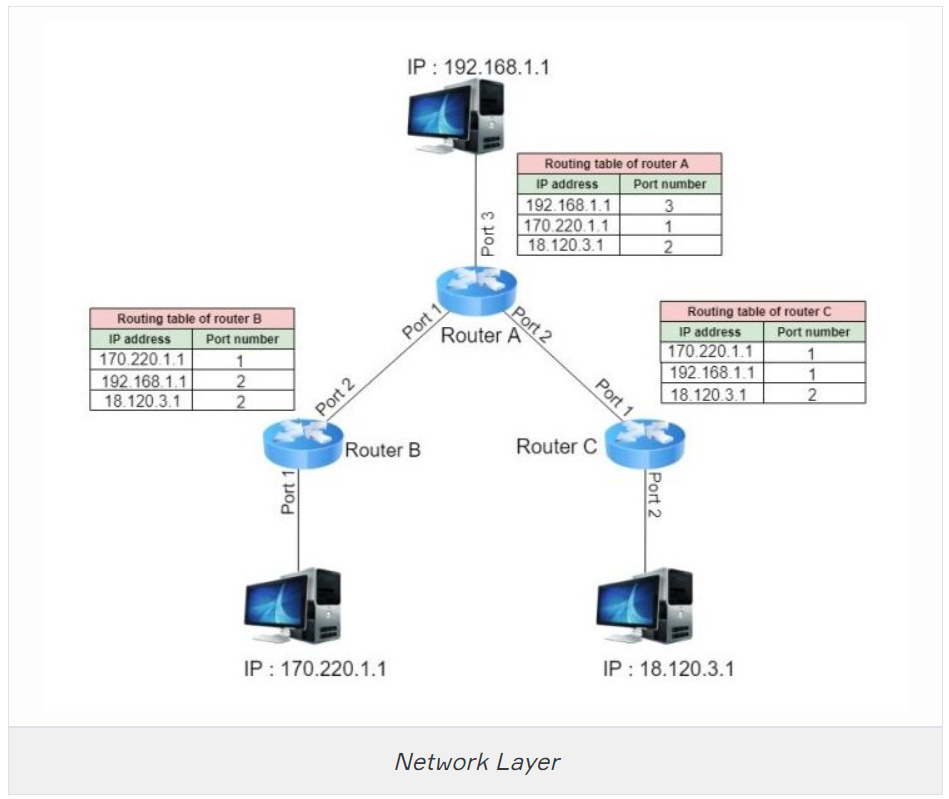 IP : 192.168.1.1
Routing table of router A
IP address Port number
192.168.1.1 3
170.220.1.1 1
18.120.3.1 2
Port 3
Router A
Port 1
Port 2
Routing table of router B
IP address Port number
170.220.1.1 1
192.168.1.1 2
18.120.3.1 2
Routing table of router C
IP address Port number
170.220.1.1 1
192.168.1.1 1
18.120.3.1 2
Port 2
Router B
Port 1
Port 1
Router C
Port 2
IP : 170.220.1.1
IP : 18.120.3.1
Network Layer